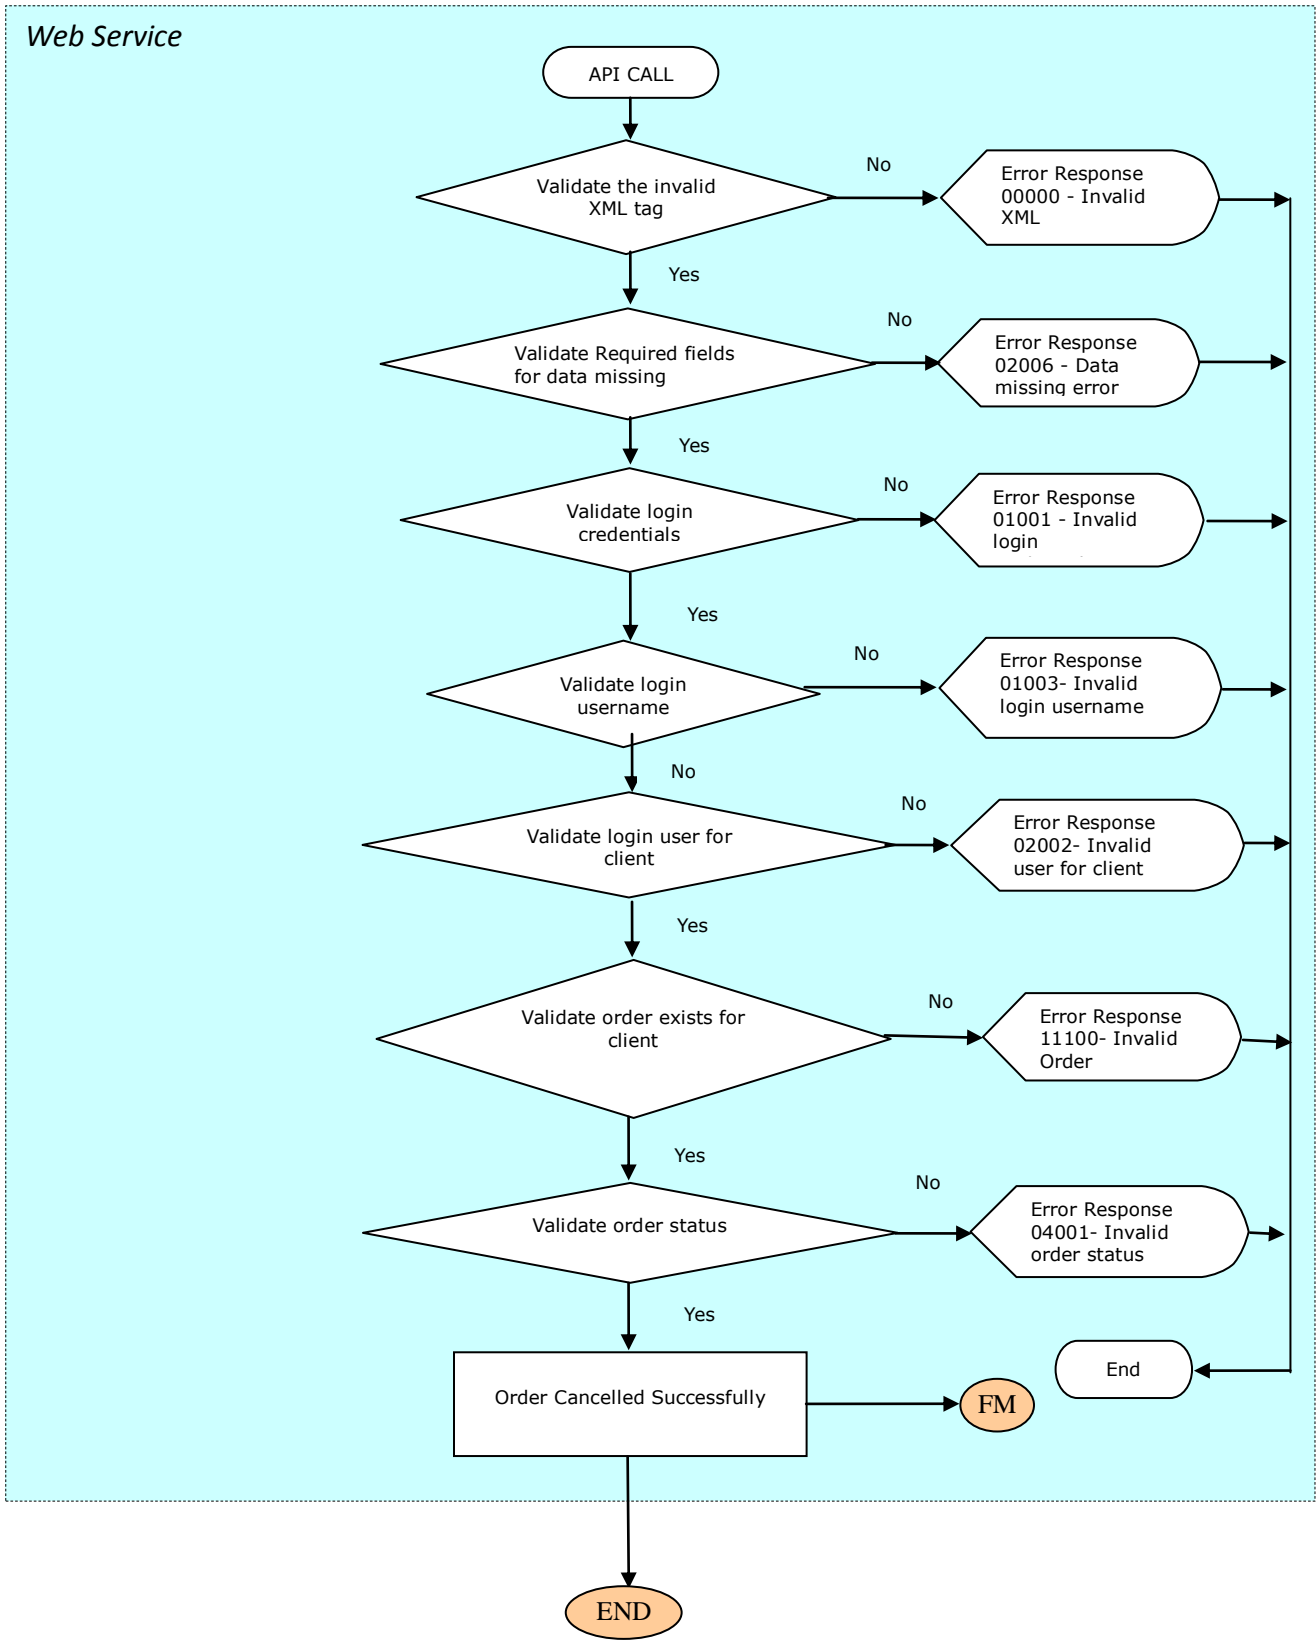 Web Service
API CALL
Validate the invalid
XML tag
No
Error Response
00000 - Invalid
XML
Yes
Validate Required fields
for data missing
No
Error Response
02006 - Data
missing error
Yes
Validate login
credentials
No
Error Response
01001 - Invalid
login
Yes
Validate login
username
No
Error Response
01003- Invalid
login username
No
Validate login user for
client
No
Error Response
02002- Invalid
user for client
Yes
Validate order exists for
client
No
Error Response
11100- Invalid
Order
Yes
Validate order status
No
Error Response
04001- Invalid
order status
Yes
Order Cancelled Successfully
End
FM
END